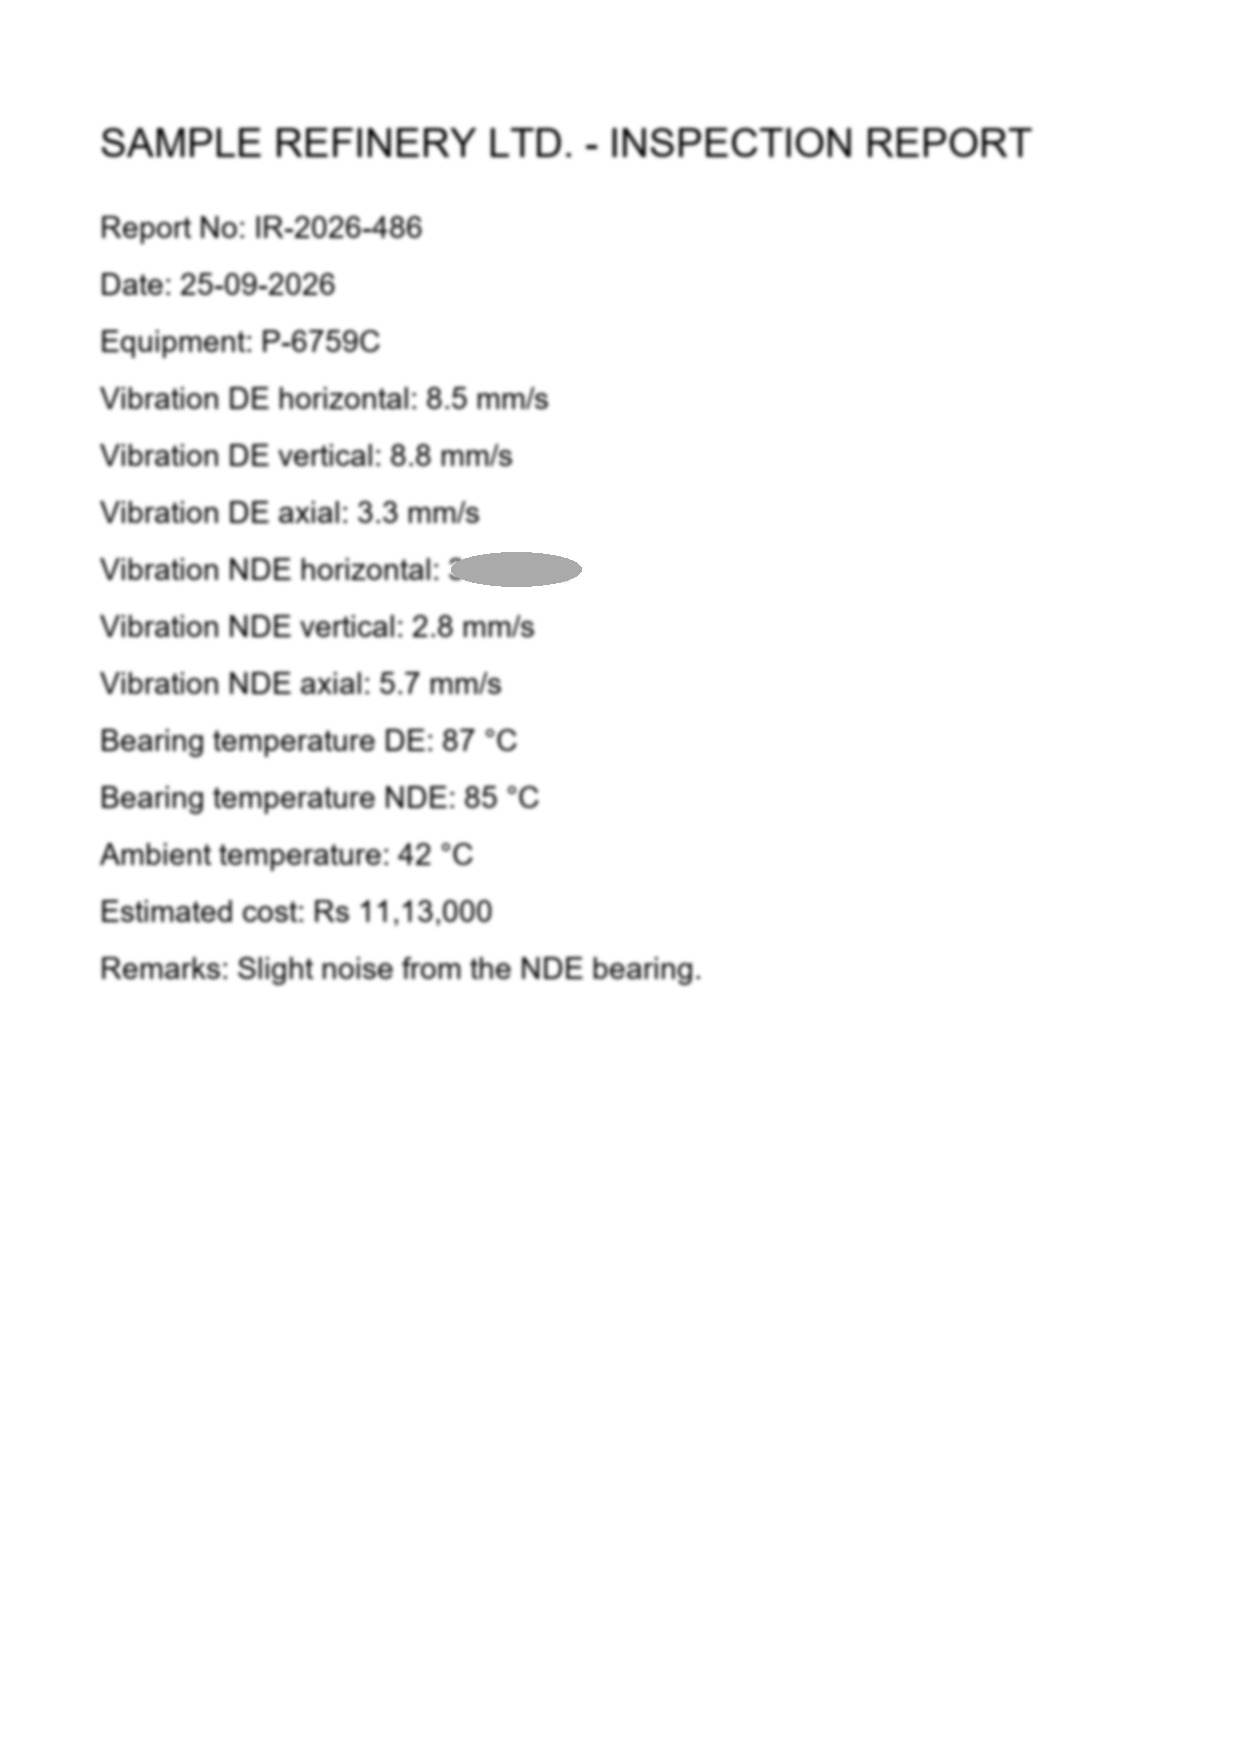 SAMPLE REFINERY LTD. - INSPECTION REPORT
Report No: IR-2026-486
Date: 25-09-2026
Equipment: P-6759C
Vibration DE horizontal: 8.5 mm/s
Vibration DE vertical: 8.8 mm/s
Vibration DE axial: 3.3 mm/s
Vibration NDE horizontal:
Vibration NDE vertical: 2.8 mm/s
Vibration NDE axial: 5.7 mm/s
Bearing temperature DE: 87 °C
Bearing temperature NDE: 85 °C
Ambient temperature: 42 °C
Estimated cost: Rs 11,13,000
Remarks: Slight noise from the NDE bearing.